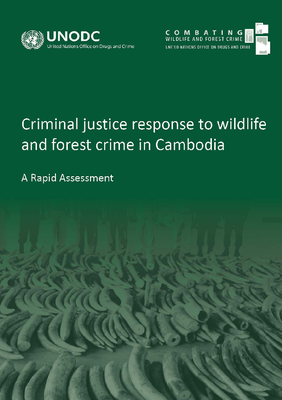 UNODC
United Nations Office on Drugs and Crime
COMBATING
WILDLIFE AND FOREST CRIME
UNITED NATIONS OFFICE ON DRUGS AND CRIME
Criminal justice response to wildlife
and forest crime in Cambodia
A Rapid Assessment